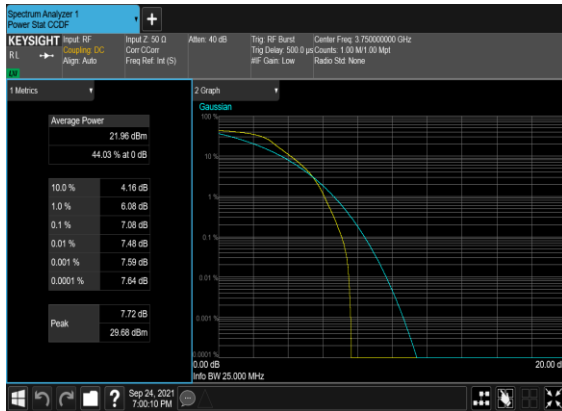 Spectrum Analyzer 1
Power Stat CCDF
+
KEYSIGHT
RL
Input: RF
Coupling: DC
Align: Auto
Input Z: 50 Ω
Corr CCorr
Freq Ref: Int (S)
Atten: 40 dB
Trig: RF Burst
Trig Delay: 500.0 µs
#IF Gain: Low
Center Freq: 3.750000000 GHz
Counts: 1.00 M/1.00 Mpt
Radio Std: None
1 Metrics
Average Power
21.96 dBm
44.03 % at 0 dB
10.0 % 4.16 dB
1.0 % 6.08 dB
0.1 % 7.08 dB
0.01 % 7.48 dB
0.001 % 7.59 dB
0.0001 % 7.64 dB
Peak
7.72 dB
29.68 dBm
2 Graph
Gaussian
100 %
10 %
1 %
0.1 %
0.01 %
0.001 %
0.0001 %
0.00 dB
20.00 d
Info BW 25.000 MHz
?
Sep 24, 2021
7:00:10 PM